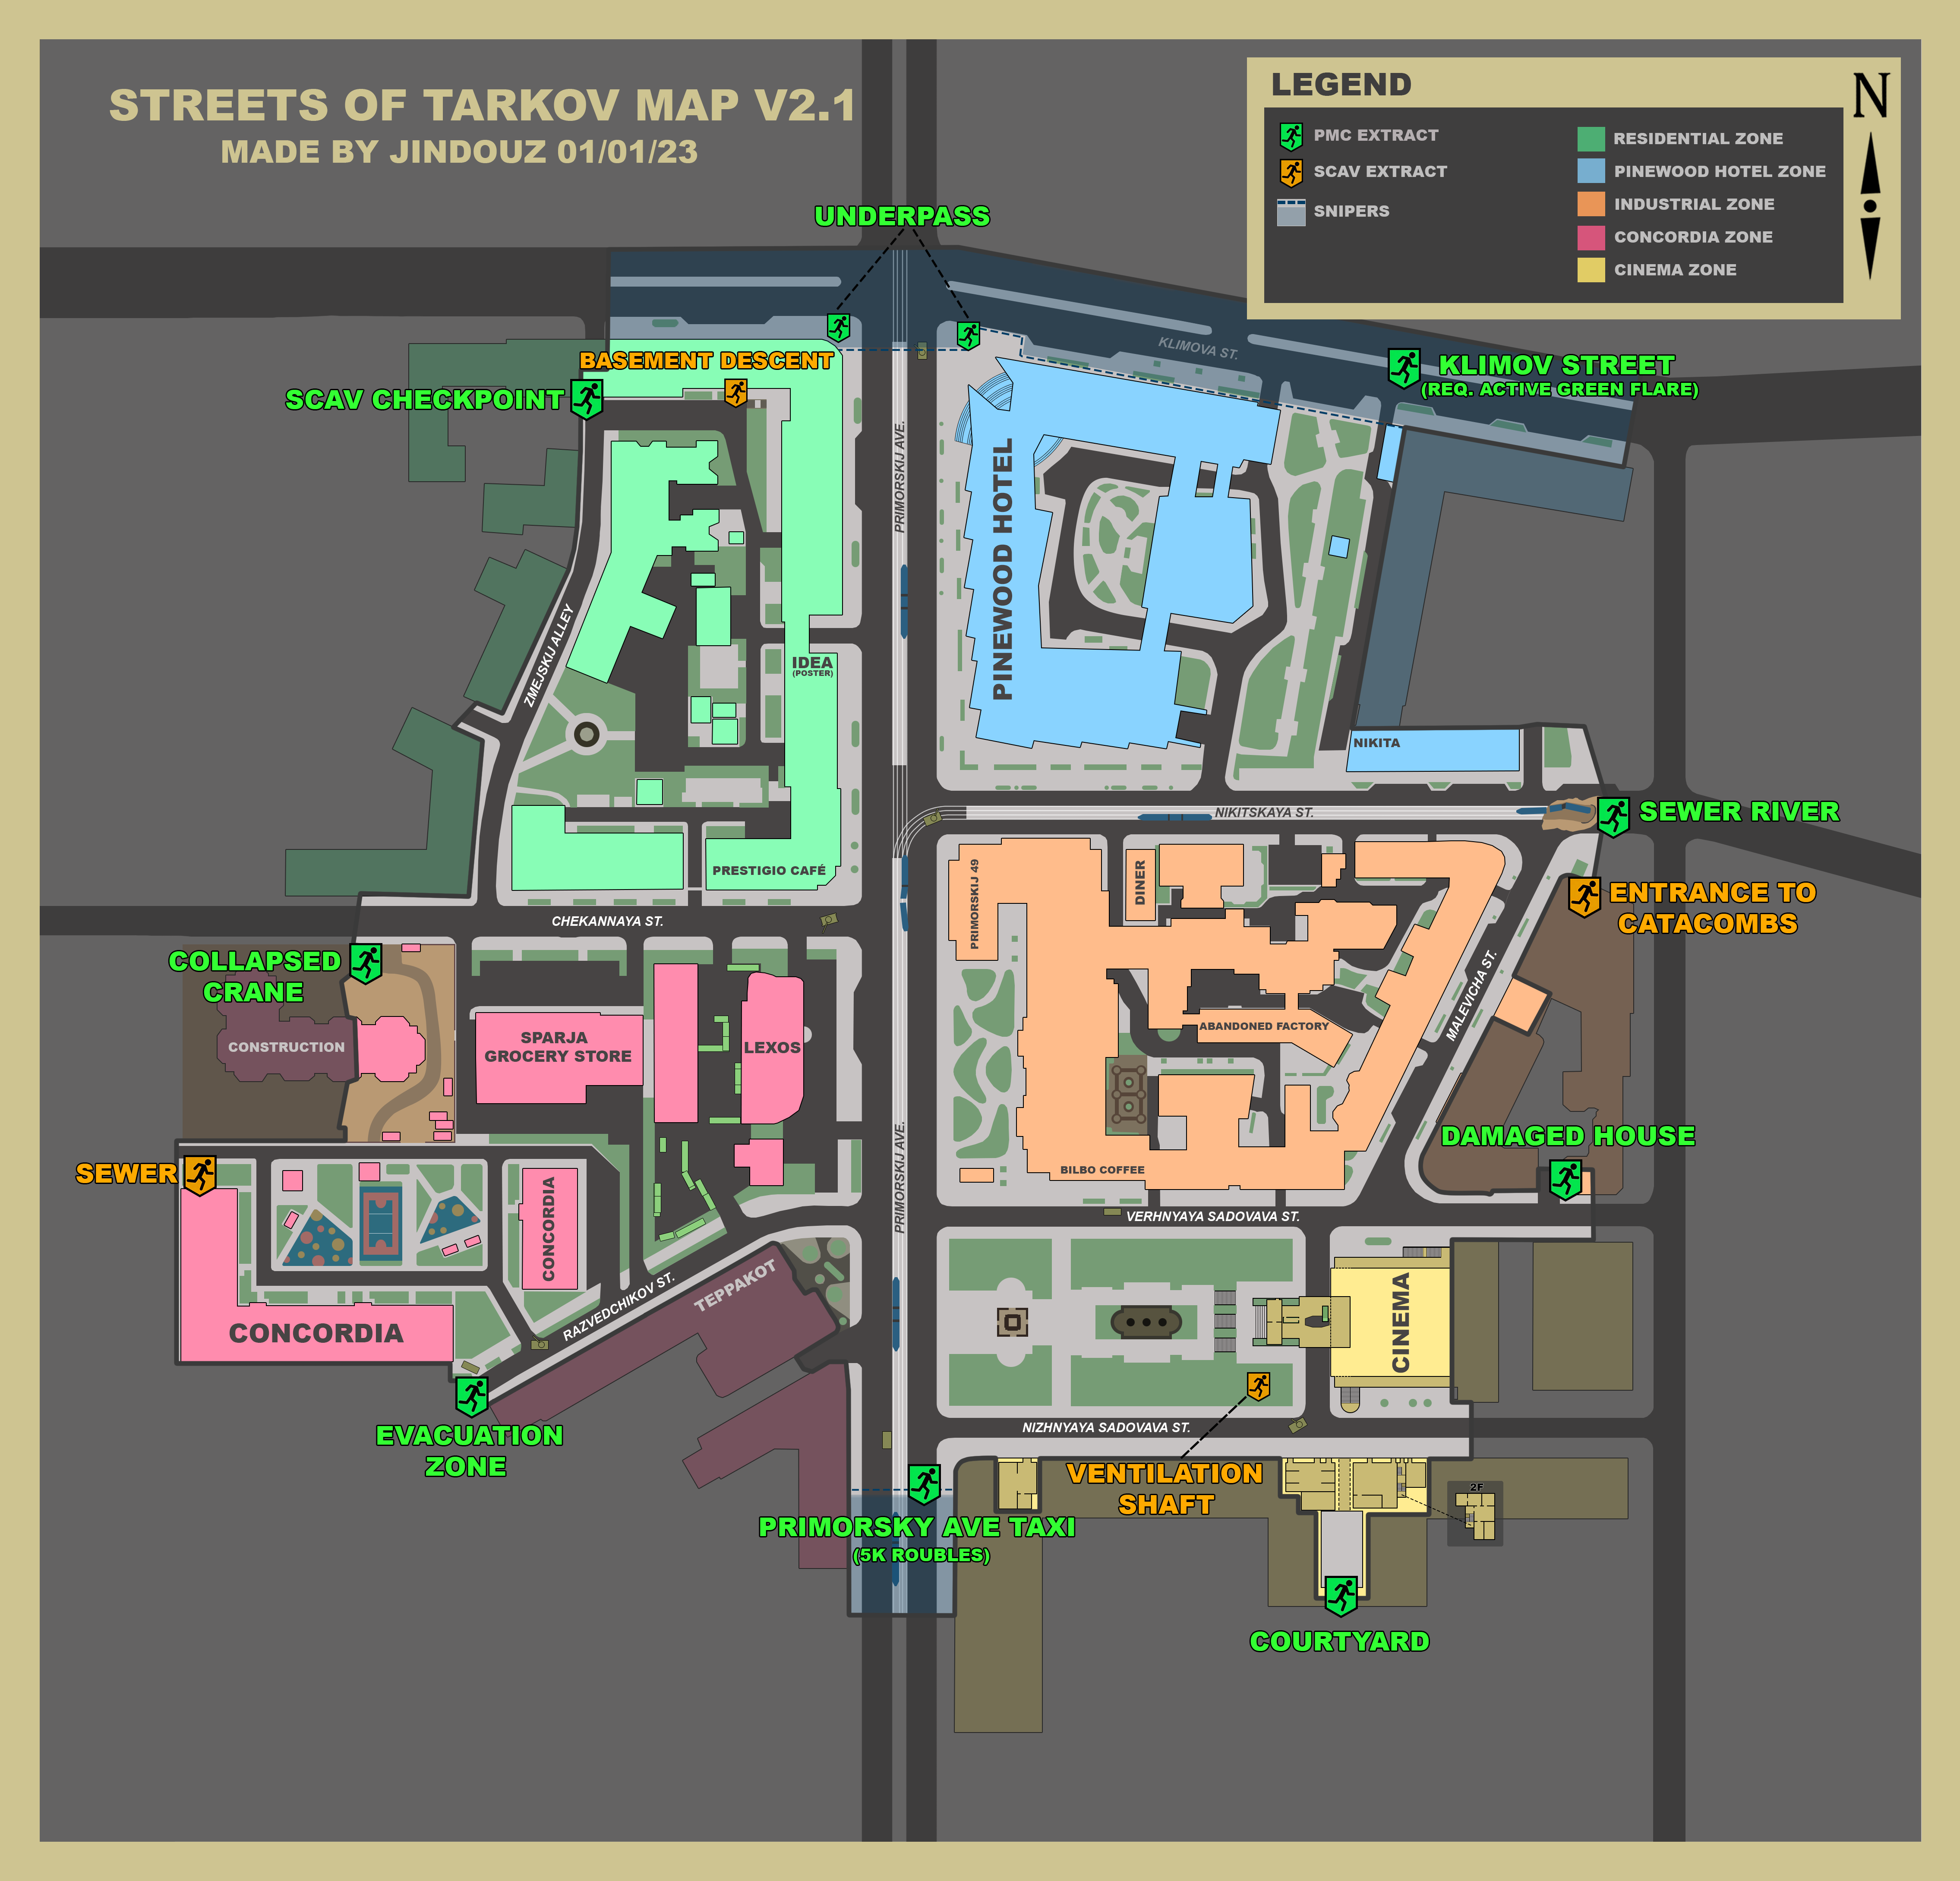 STREETS OF TARKOV MAP V2.1
MADE BY JINDOUZ 01/01/23
LEGEND
N
PMC EXTRACT
SCAV EXTRACT
SNIPERS
RESIDENTIAL ZONE
PINEWOOD HOTEL ZONE
INDUSTRIAL ZONE
CONCORDIA ZONE
CINEMA ZONE
UNDERPASS
KLIMOVA ST.
BASEMENT DESCENT
SCAV CHECKPOINT
KLIMOV STREET
(REQ. ACTIVE GREEN FLARE)
PRIMORSKIJ AVE.
PINEWOOD HOTEL
ZMEJSKIJ ALLEY
IDEA
(POSTER)
NIKITA
NIKITSKAYA ST.
SEWER RIVER
PRESTIGIO CAFÉ
PRIMORSKIJ 49
DINER
ENTRANCE TO
CATACOMBS
CHEKANNAYA ST.
COLLAPSED
CRANE
MALEVICHA ST.
CONSTRUCTION
SPARJA
GROCERY STORE
LEXOS
ABANDONED FACTORY
DAMAGED HOUSE
SEWER
BILBO COFFEE
PRIMORSKIJ AVE.
CONCORDIA
VERHNYAYA SADOVAVA ST.
TEPPAKOT
RAZVEDCHIKOV ST.
CONCORDIA
CINEMA
EVACUATION
ZONE
NIZHNYAYA SADOVAVA ST.
VENTILATION
SHAFT
2F
PRIMORSKY AVE TAXI
(5K ROUBLES)
COURTYARD